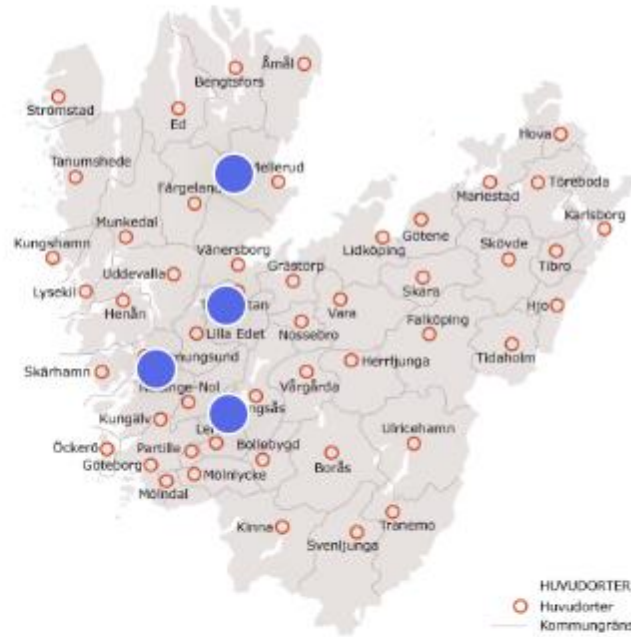 Åmål
Bengtsfors
Strömstad
Ed
Hova
Tanumshede
Töreboda
Mariestad
Karlsborg
Munkedal
Götene
Kungshamn
Vänersborg
Lidköping
Skövde
Uddevalla
Grästorp
Tibro
Lysekil
Skara
Henån
Vara
Hjo
Lilla Edet
Nossebro
Falköping
Herrljunga
Tidaholm
Skärhamn
Vårgårda
Kungälv
Ulricehamn
Öckerö
Partille
Bollebygd
Göteborg
Borås
Mölnlycke
Mölndal
Tranemo
Kinna
Svenljunga
HUVUDORTER
Huvudorter
Kommungräns